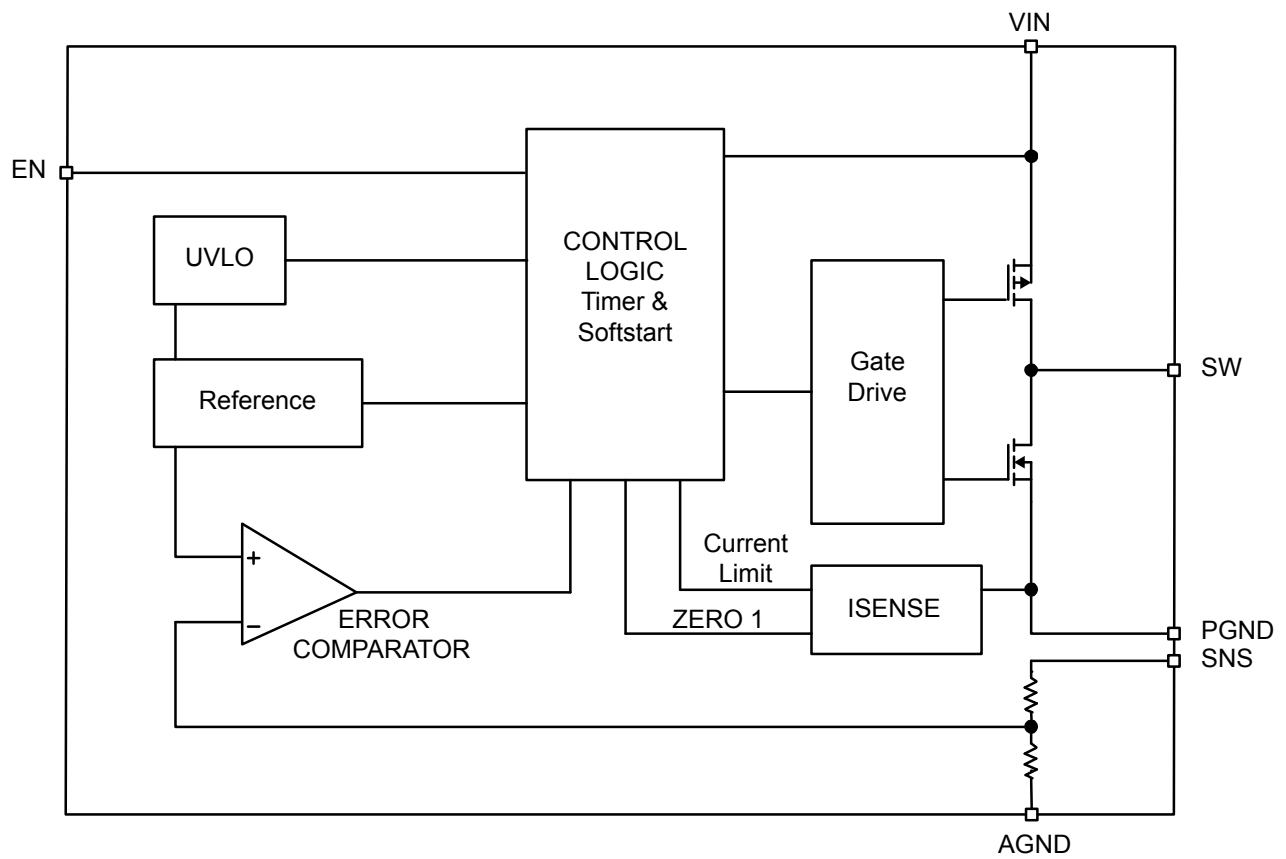 VIN
EN
UVLO
CONTROL
LOGIC
Timer &
Softstart
Reference
Gate
Drive
SW
+
−
ERROR
COMPARATOR
Current
Limit
ZERO 1
ISENSE
PGND
SNS
AGND